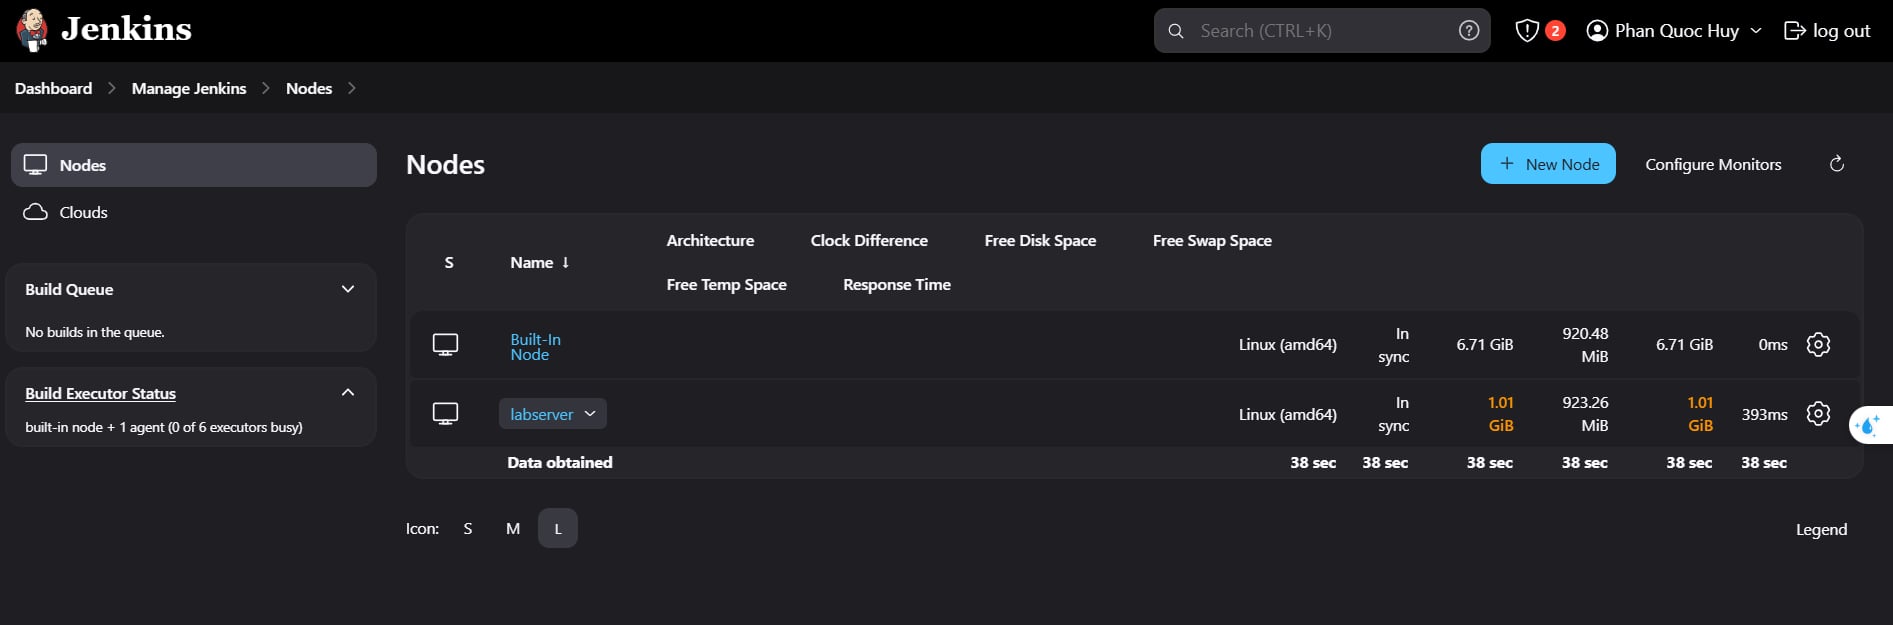 Jenkins
Search (CTRL+K)
2
Phan Quoc Huy
log out
Dashboard
Manage Jenkins
Nodes
Nodes
Clouds
Build Queue
No builds in the queue.
Build Executor Status
built-in node + 1 agent (0 of 6 executors busy)
Nodes
+ New Node
Configure Monitors
S
Name ↓
Architecture
Clock Difference
Free Disk Space
Free Swap Space
Free Temp Space
Response Time
Built-In
Node
Linux (amd64)
In
sync
6.71 GiB
920.48
MiB
6.71 GiB
0ms
labserver
Linux (amd64)
In
sync
1.01
GiB
923.26
MiB
1.01
GiB
393ms
Data obtained
38 sec
38 sec
38 sec
38 sec
38 sec
38 sec
Icon:
S
M
L
Legend